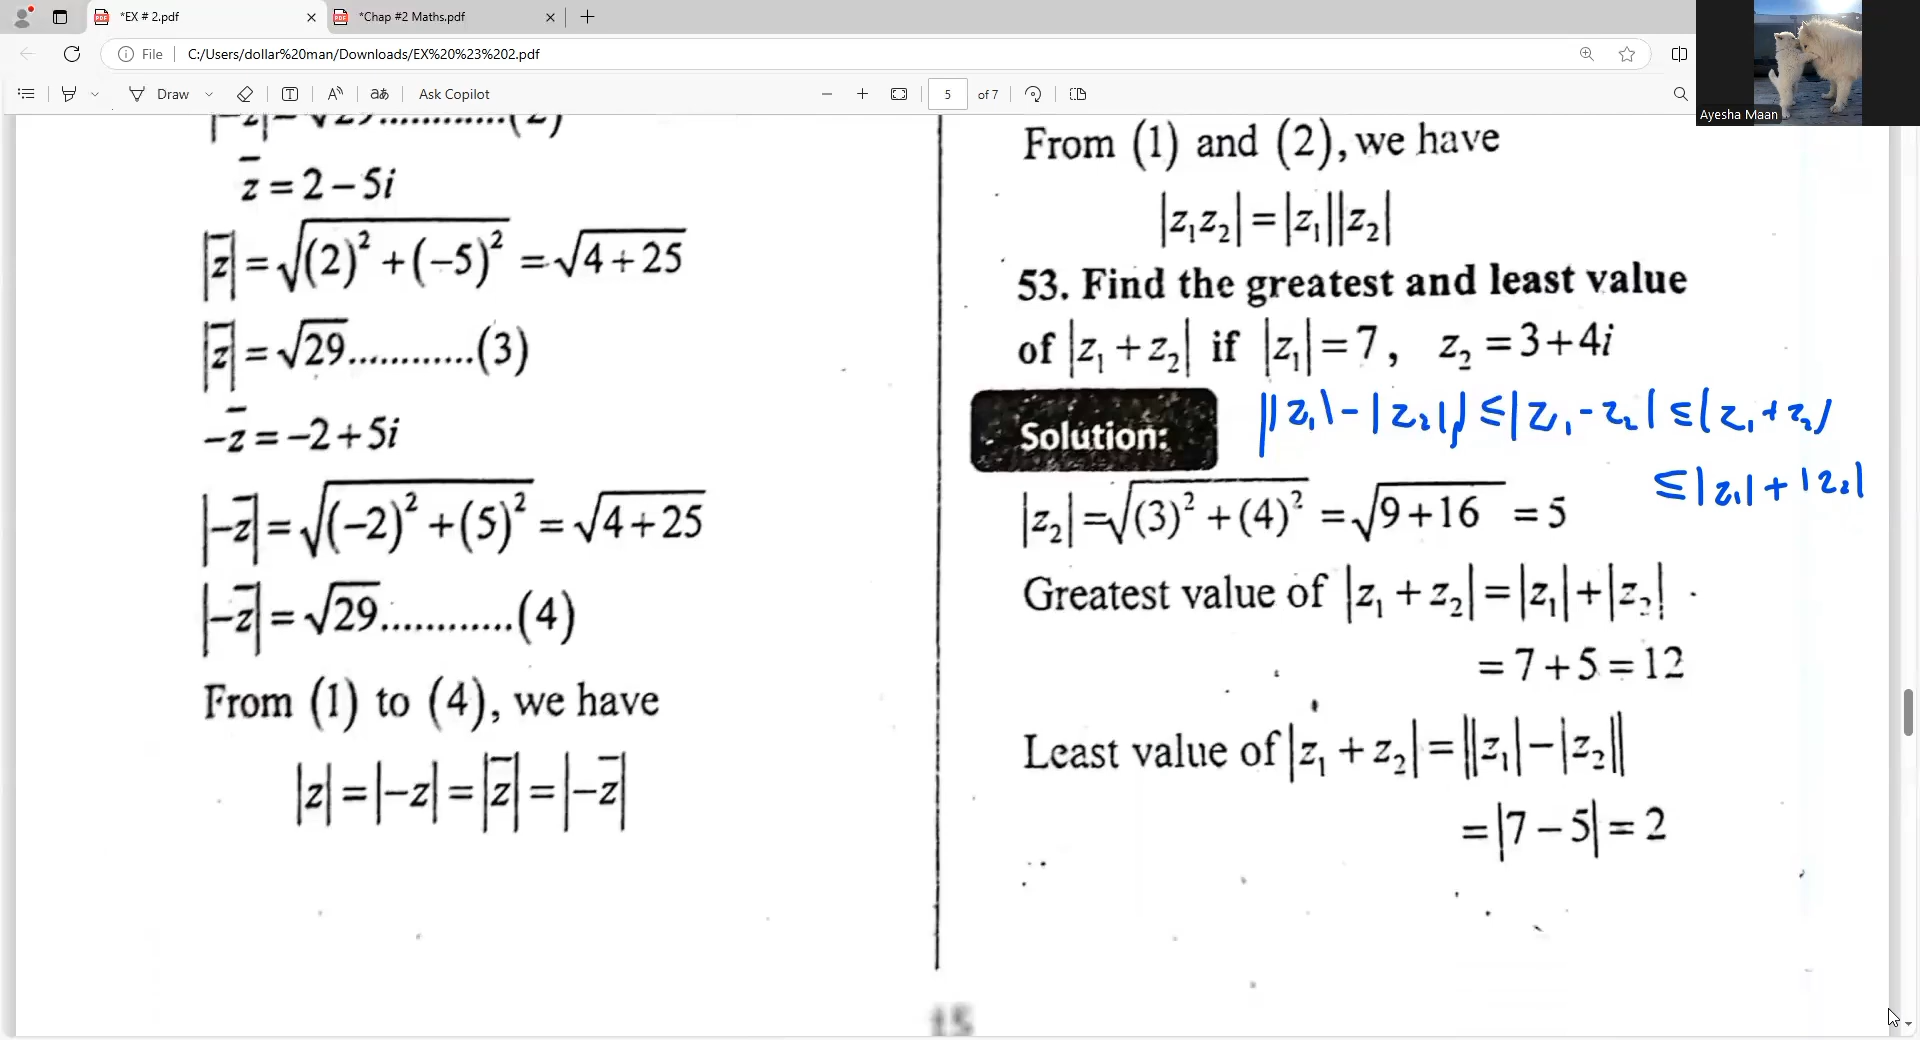 *EX # 2.pdf
*Chap #2 Maths.pdf
File C:/Users/dollar%20man/Downloads/EX%20%23%202.pdf
Draw
Ask Copilot
5 of 7
Ayesha Maan
|−z| = √29.............(2)
z̄ = 2 − 5i
|z̄| = √((2)² + (−5)²) = √(4 + 25)
|z̄| = √29............(3)
−z̄ = −2 + 5i
|−z̄| = √((−2)² + (5)²) = √(4 + 25)
|−z̄| = √29............(4)
From (1) to (4), we have
|z| = |−z| = |z̄| = |−z̄|
From (1) and (2), we have
|z₁z₂| = |z₁||z₂|
53. Find the greatest and least value
of |z₁ + z₂| if |z₁| = 7, z₂ = 3 + 4i
Solution:
||z₁| − |z₂|| ≤ |z₁ − z₂| ≤ |z₁ + z₂|
≤ |z₁| + |z₂|
|z₂| = √((3)² + (4)²) = √(9 + 16) = 5
Greatest value of |z₁ + z₂| = |z₁| + |z₂|
= 7 + 5 = 12
Least value of |z₁ + z₂| = ||z₁| − |z₂||
= |7 − 5| = 2
15